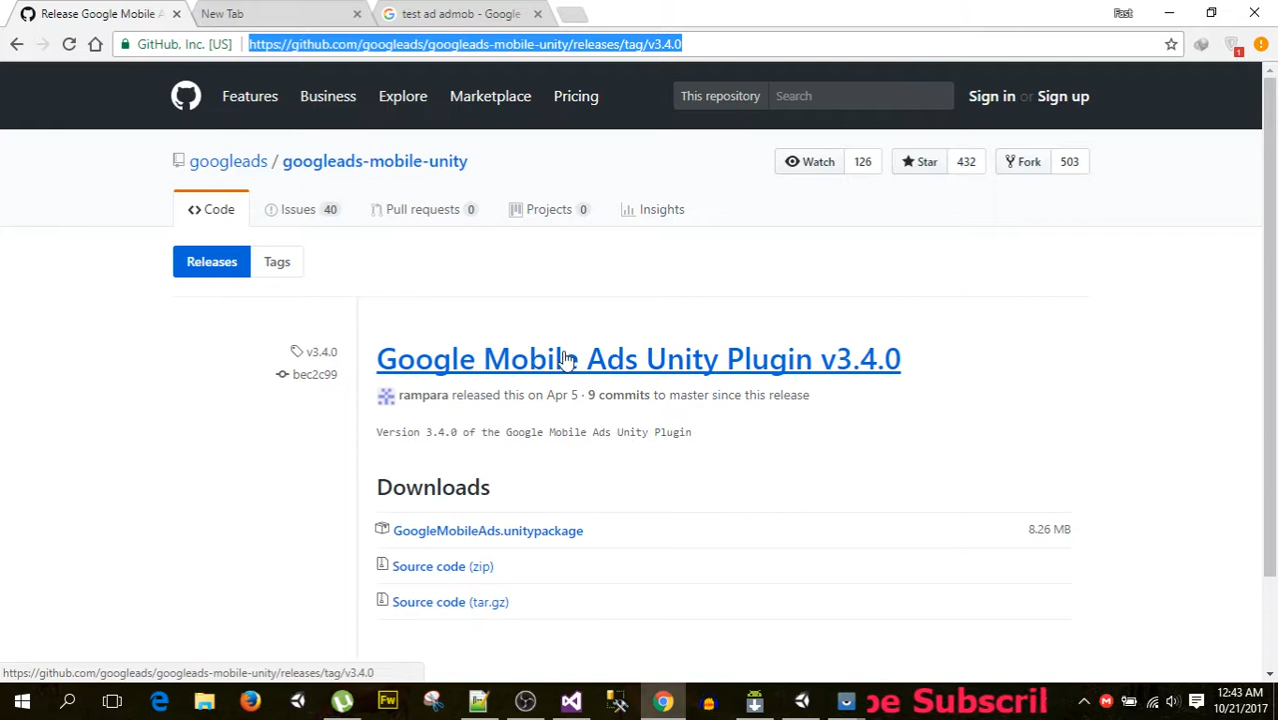 Release Google Mobile A
New Tab
test ad admob - Google
Fast
GitHub, Inc. [US]
https://github.com/googleads/googleads-mobile-unity/releases/tag/v3.4.0
1
Features
Business
Explore
Marketplace
Pricing
This repository
Search
Sign in or Sign up
googleads / googleads-mobile-unity
Watch 126
Star 432
Fork 503
<> Code
Issues 40
Pull requests 0
Projects 0
Insights
Releases
Tags
v3.4.0
bec2c99
Google Mobile Ads Unity Plugin v3.4.0
rampara released this on Apr 5 · 9 commits to master since this release
Version 3.4.0 of the Google Mobile Ads Unity Plugin
Downloads
GoogleMobileAds.unitypackage
8.26 MB
Source code (zip)
Source code (tar.gz)
https://github.com/googleads/googleads-mobile-unity/releases/tag/v3.4.0
Fw
pe Subscril
12:43 AM
10/21/2017